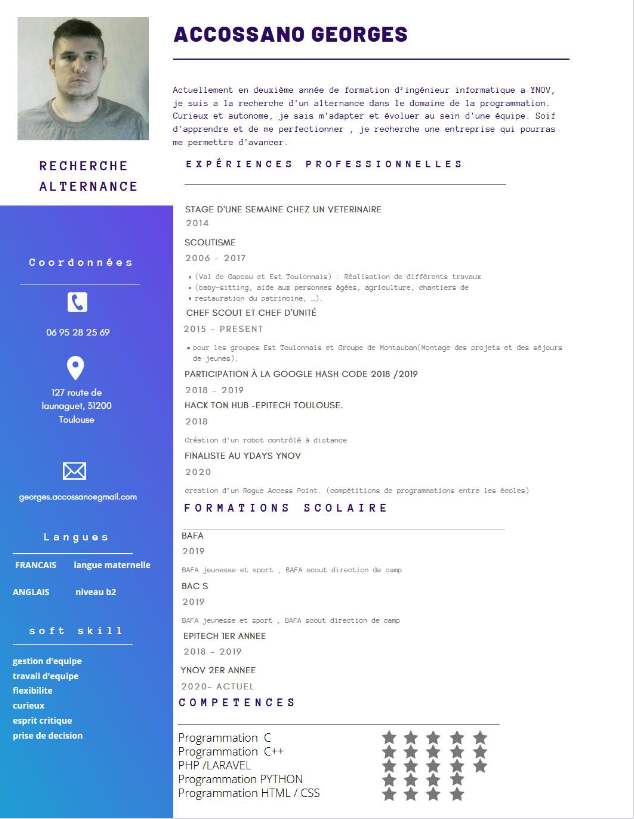 ACCOSSANO GEORGES
Actuellement en deuxième année de formation d'ingénieur informatique a YNOV,
je suis a la recherche d'un alternance dans le domaine de la programmation.
Curieux et autonome, je sais m'adapter et évoluer au sein d'une équipe. Soif
d'apprendre et de me perfectionner , je recherche une entreprise qui pourras
me permettre d'avancer.
RECHERCHE
ALTERNANCE
Coordonnées
06 95 28 25 69
127 route de
launaguet, 31200
Toulouse
georges.accossano@gmail.com
Langues
FRANCAIS langue maternelle
ANGLAIS niveau b2
soft skill
gestion d'equipe
travail d'equipe
flexibilite
curieux
esprit critique
prise de decision
EXPÉRIENCES PROFESSIONNELLES
STAGE D'UNE SEMAINE CHEZ UN VETERINAIRE
2014
SCOUTISME
2006 - 2017
• (Val de Gapeau et Est Toulonnais) : Réalisation de différents travaux
• (baby-sitting, aide aux personnes âgées, agriculture, chantiers de
• restauration du patrimoine, …).
CHEF SCOUT ET CHEF D'UNITÉ
2015 - PRESENT
• pour les groupes Est Toulonnais et Groupe de Montauban(Montage des projets et des séjours
de jeunes).
PARTICIPATION À LA GOOGLE HASH CODE 2018 /2019
2018 - 2019
HACK TON HUB -EPITECH TOULOUSE.
2018
Création d'un robot contrôlé à distance
FINALISTE AU YDAYS YNOV
2020
creation d'un Rogue Access Point. (compétitions de programmations entre les écoles)
FORMATIONS SCOLAIRE
BAFA
2019
BAFA jeunesse et sport , BAFA scout direction de camp
BAC S
2019
BAFA jeunesse et sport , BAFA scout direction de camp
EPITECH 1ER ANNEE
2018 - 2019
YNOV 2ER ANNEE
2020- ACTUEL
COMPETENCES
Programmation C
Programmation C++
PHP /LARAVEL
Programmation PYTHON
Programmation HTML / CSS